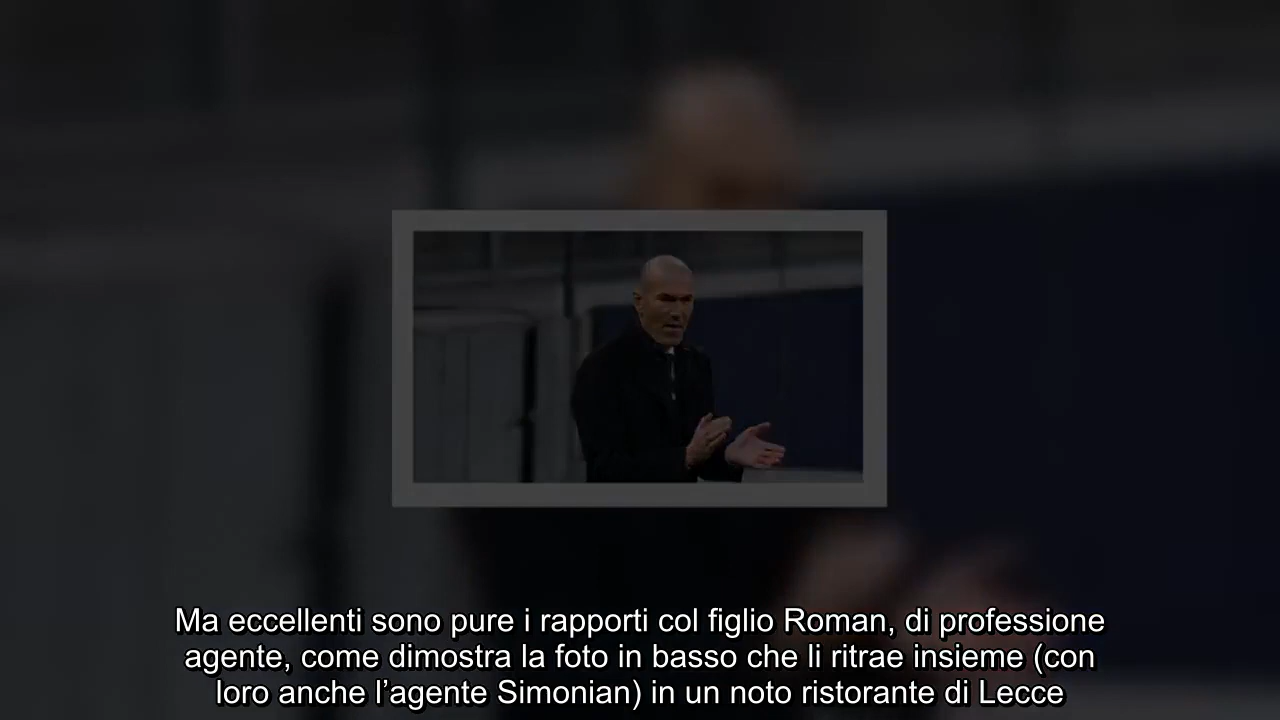 Ma eccellenti sono pure i rapporti col figlio Roman, di professione
agente, come dimostra la foto in basso che li ritrae insieme (con
loro anche l’agente Simonian) in un noto ristorante di Lecce